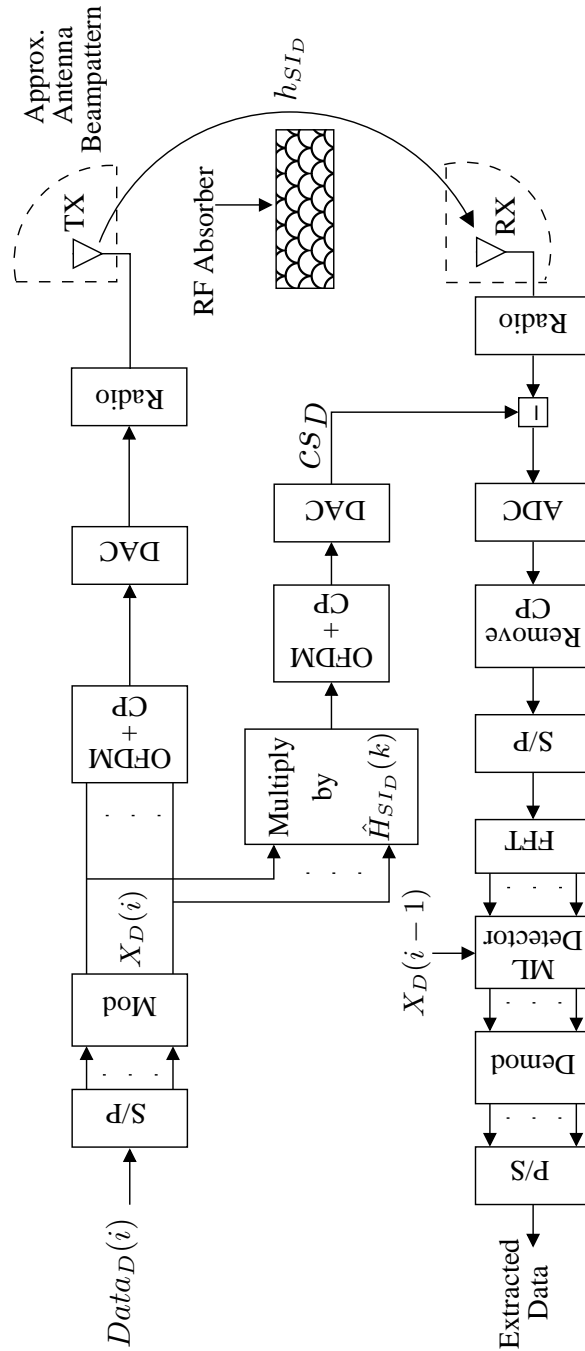 Data_D(i)
S/P
Mod
X_D(i)
. . .
. . .
OFDM
+
CP
DAC
Radio
TX
Approx.
Antenna
Beampattern
Multiply
by
Ĥ_{SI_D}(k)
. . .
OFDM
+
CP
DAC
cs_D
RF Absorber
h_{SI_D}
RX
Radio
−
ADC
Remove
CP
S/P
FFT
. . .
X_D(i − 1)
ML
Detector
. . .
Demod
. . .
P/S
Extracted
Data